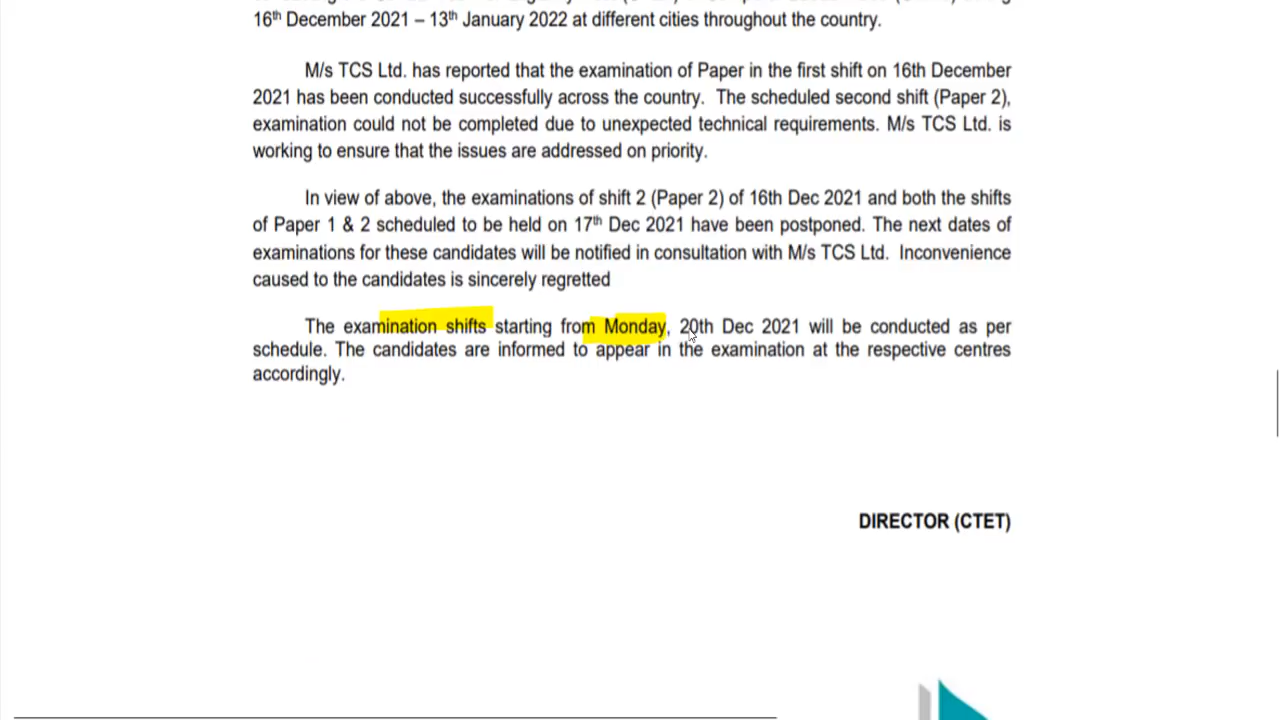 16th December 2021 – 13th January 2022 at different cities throughout the country.
M/s TCS Ltd. has reported that the examination of Paper in the first shift on 16th December
2021 has been conducted successfully across the country. The scheduled second shift (Paper 2),
examination could not be completed due to unexpected technical requirements. M/s TCS Ltd. is
working to ensure that the issues are addressed on priority.
In view of above, the examinations of shift 2 (Paper 2) of 16th Dec 2021 and both the shifts
of Paper 1 & 2 scheduled to be held on 17th Dec 2021 have been postponed. The next dates of
examinations for these candidates will be notified in consultation with M/s TCS Ltd. Inconvenience
caused to the candidates is sincerely regretted
The examination shifts starting from Monday, 20th Dec 2021 will be conducted as per
schedule. The candidates are informed to appear in the examination at the respective centres
accordingly.
DIRECTOR (CTET)